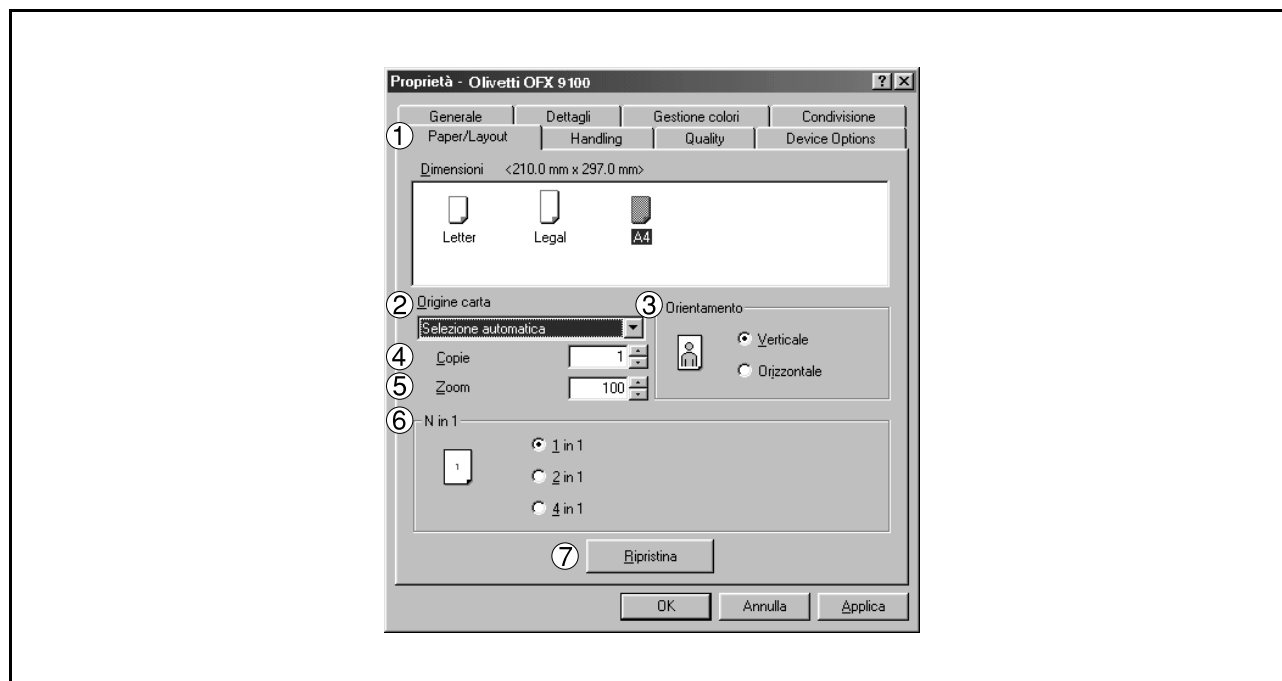 Proprietà - Olivetti OFX 9100
Generale Dettagli Gestione colori Condivisione
① Paper/Layout Handling Quality Device Options
Dimensioni <210.0 mm x 297.0 mm>
Letter Legal A4
② Origine carta ③ Orientamento
Selezione automatica
Verticale
④ Copie 1
Orizzontale
⑤ Zoom 100
⑥ N in 1
1 in 1
1
2 in 1
4 in 1
⑦ Ripristina
OK Annulla Applica